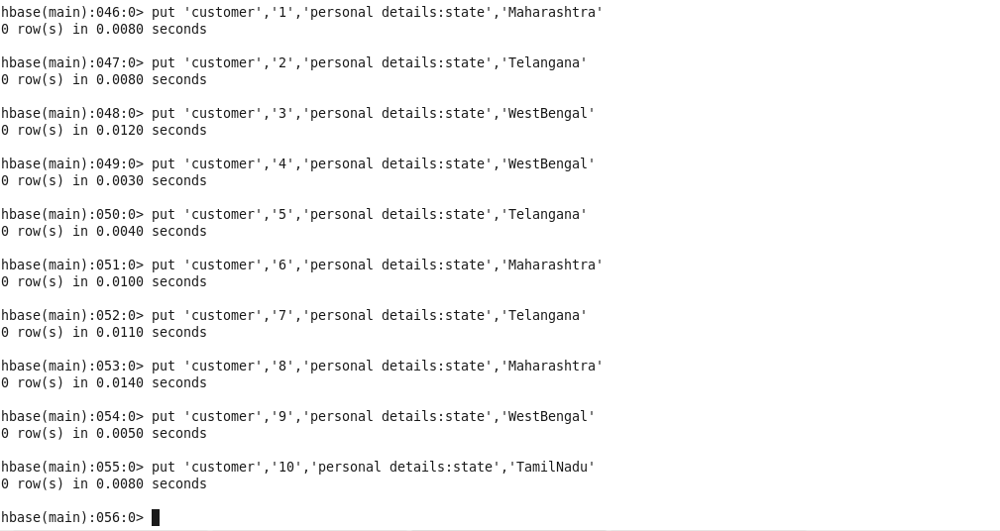 hbase(main):046:0> put 'customer','1','personal details:state','Maharashtra'
0 row(s) in 0.0080 seconds
hbase(main):047:0> put 'customer','2','personal details:state','Telangana'
0 row(s) in 0.0080 seconds
hbase(main):048:0> put 'customer','3','personal details:state','WestBengal'
0 row(s) in 0.0120 seconds
hbase(main):049:0> put 'customer','4','personal details:state','WestBengal'
0 row(s) in 0.0030 seconds
hbase(main):050:0> put 'customer','5','personal details:state','Telangana'
0 row(s) in 0.0040 seconds
hbase(main):051:0> put 'customer','6','personal details:state','Maharashtra'
0 row(s) in 0.0100 seconds
hbase(main):052:0> put 'customer','7','personal details:state','Telangana'
0 row(s) in 0.0110 seconds
hbase(main):053:0> put 'customer','8','personal details:state','Maharashtra'
0 row(s) in 0.0140 seconds
hbase(main):054:0> put 'customer','9','personal details:state','WestBengal'
0 row(s) in 0.0050 seconds
hbase(main):055:0> put 'customer','10','personal details:state','TamilNadu'
0 row(s) in 0.0080 seconds
hbase(main):056:0>